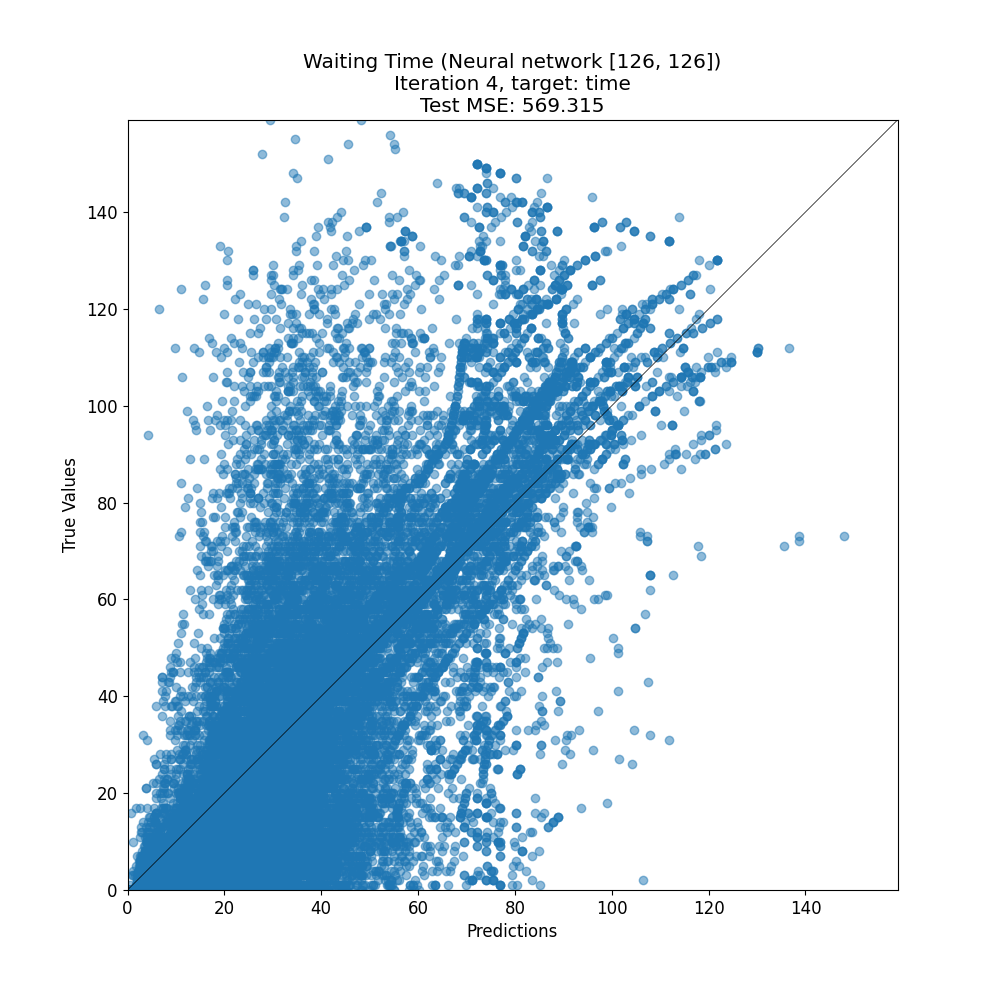 Waiting Time (Neural network [126, 126])
Iteration 4, target: time
Test MSE: 569.315
140
120
100
80
60
40
20
0
True Values
0 20 40 60 80 100 120 140
Predictions